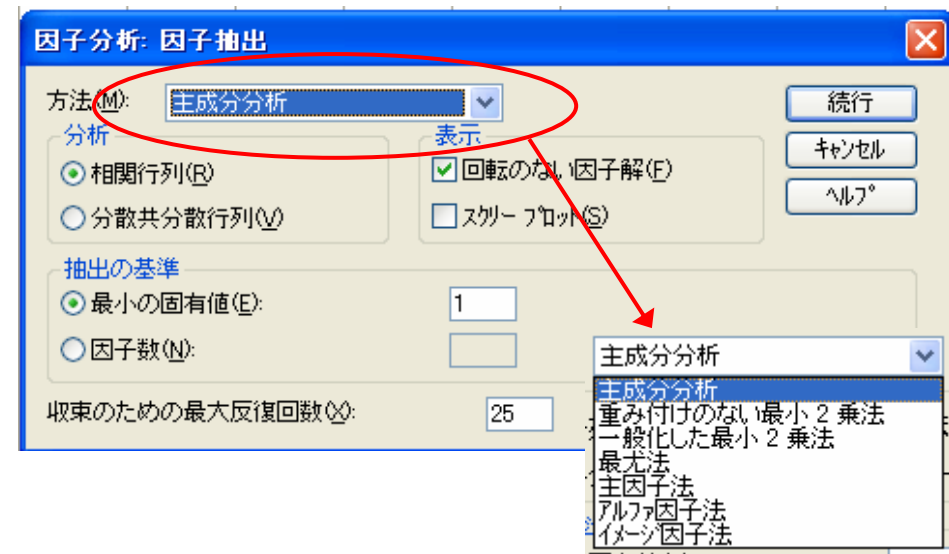 因子分析: 因子抽出
方法(M): 主成分分析
続行
キャンセル
ヘルプ
分析
相関行列(R)
分散共分散行列(V)
表示
回転のない因子解(F)
スクリー プロット(S)
抽出の基準
最小の固有値(E): 1
因子数(N):
収束のための最大反復回数(X): 25
主成分分析
主成分分析
重み付けのない最小 2 乗法
一般化した最小 2 乗法
最尤法
主因子法
アルファ因子法
イメージ因子法